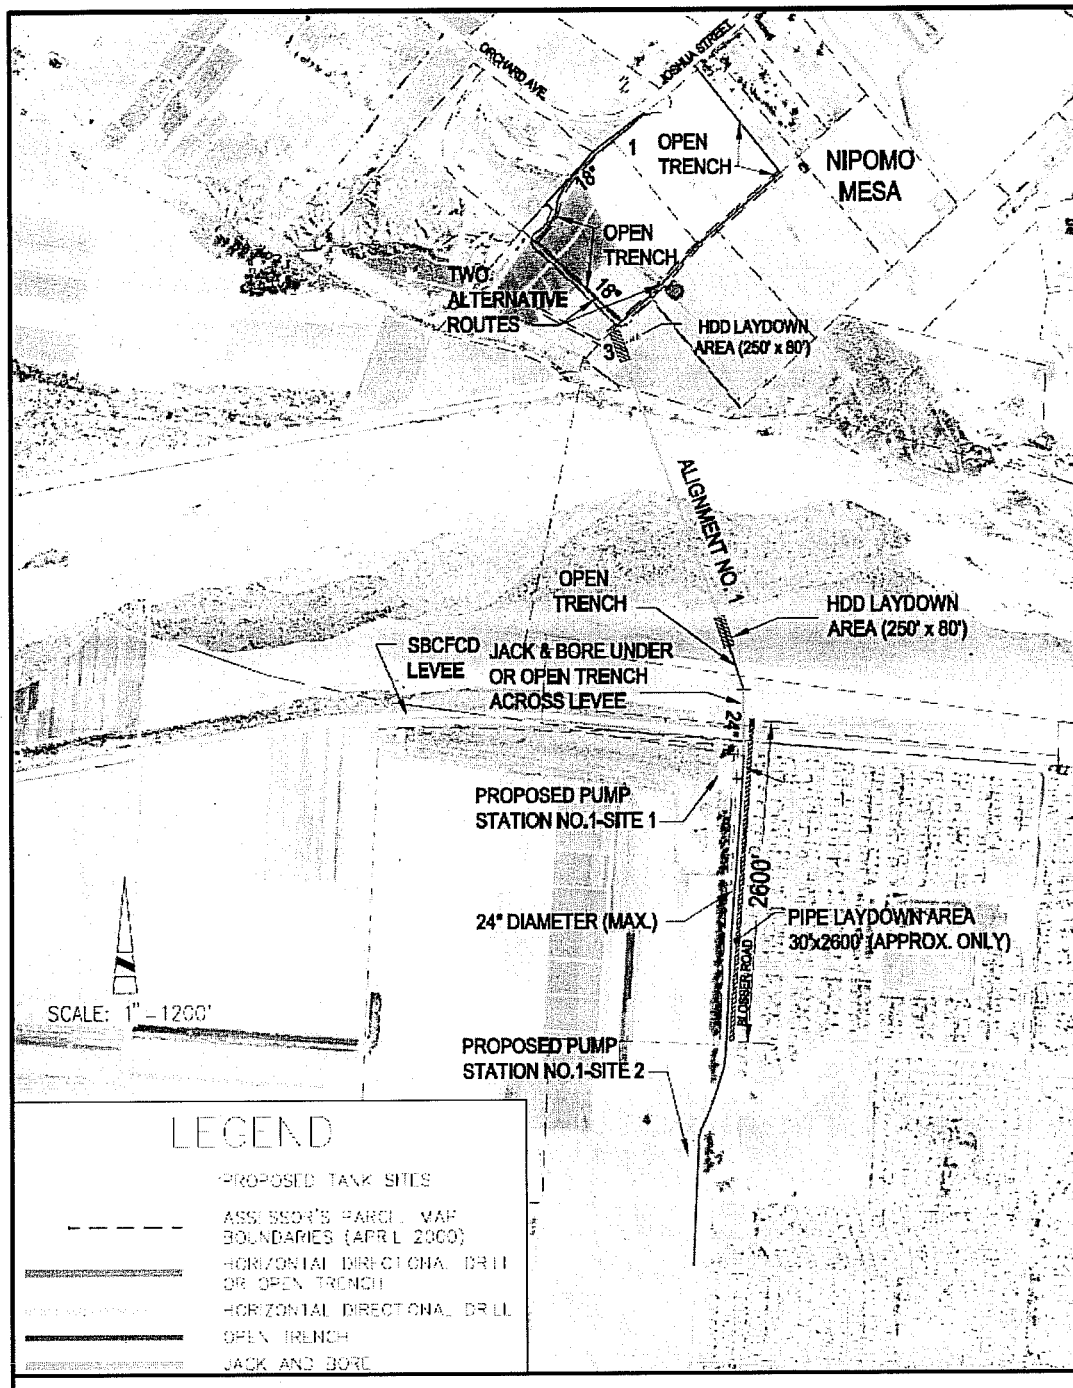 ORCHARD AVE.
JOSHUA STREET
1
OPEN
TRENCH
NIPOMO
MESA
18"
OPEN
TRENCH
TWO
ALTERNATIVE
ROUTES
18"
HDD LAYDOWN
AREA (250' x 80')
3
ALIGNMENT NO. 1
OPEN
TRENCH
HDD LAYDOWN
AREA (250' x 80')
SBCFCD
LEVEE
JACK & BORE UNDER
OR OPEN TRENCH
ACROSS LEVEE
24"
PROPOSED PUMP
STATION NO.1-SITE 1
2600'
24" DIAMETER (MAX.)
PIPE LAYDOWN AREA
30'x2600' (APPROX. ONLY)
BLOSSER ROAD
SCALE: 1" = 1200'
PROPOSED PUMP
STATION NO.1-SITE 2
4
LEGEND
PROPOSED TANK SITES
ASSESSOR'S PARCEL MAP
BOUNDARIES (APRIL 2000)
HORIZONTAL DIRECTIONAL DRILL
OR OPEN TRENCH
HORIZONTAL DIRECTIONAL DRILL
OPEN TRENCH
JACK AND BORE